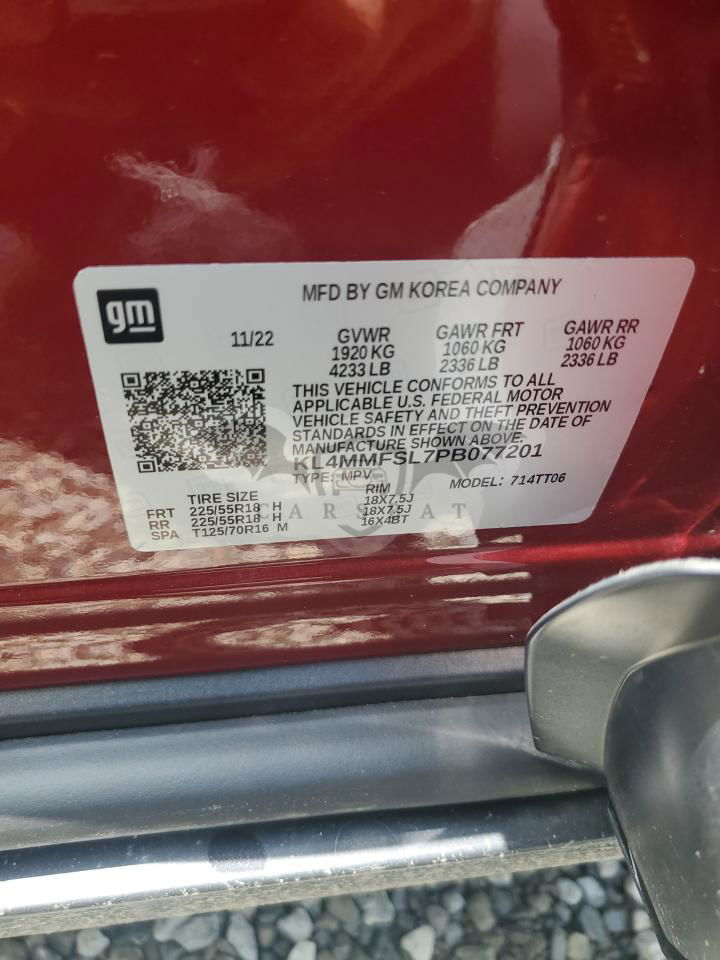 gm
MFD BY GM KOREA COMPANY
11/22
GVWR
1920 KG
4233 LB
GAWR FRT
1060 KG
2336 LB
GAWR RR
1060 KG
2336 LB
THIS VEHICLE CONFORMS TO ALL
APPLICABLE U.S. FEDERAL MOTOR
VEHICLE SAFETY AND THEFT PREVENTION
STANDARDS IN EFFECT ON THE DATE OF
MANUFACTURE SHOWN ABOVE.
KL4MMFSL7PB077201
TYPE: MPV
MODEL: 714TT06
TIRE SIZE
RIM
FRT 225/55R18 H 18X7.5J
RR 225/55R18 H 18X7.5J
SPA T125/70R16 M 16X4BT